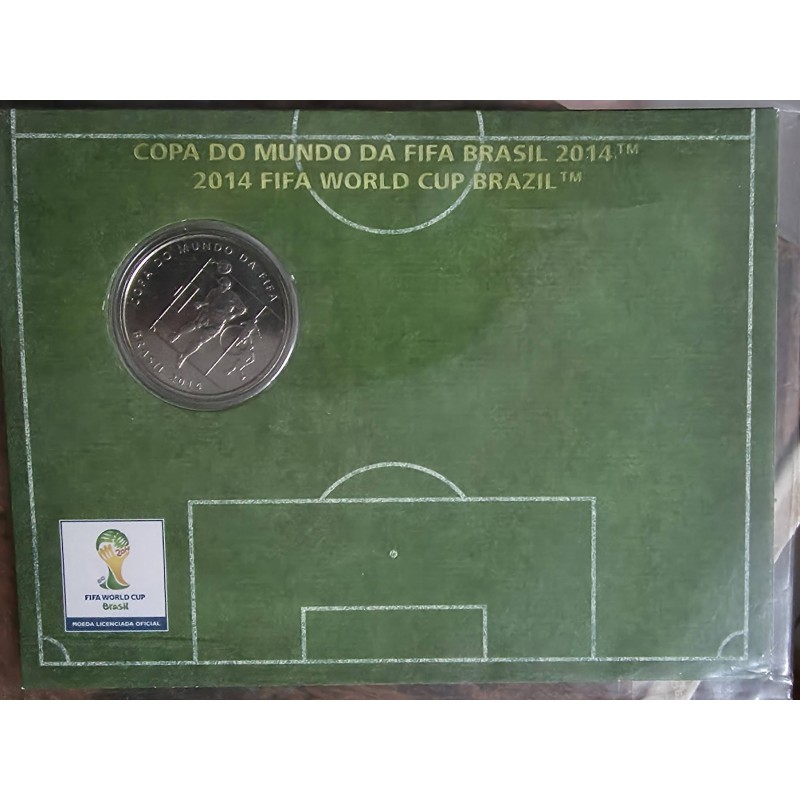 COPA DO MUNDO DA FIFA BRASIL 2014™
2014 FIFA WORLD CUP BRAZIL™
COPA DO MUNDO DA FIFA
BRASIL 2014
2014
FIFA WORLD CUP
Brasil
MOEDA LICENCIADA OFICIAL